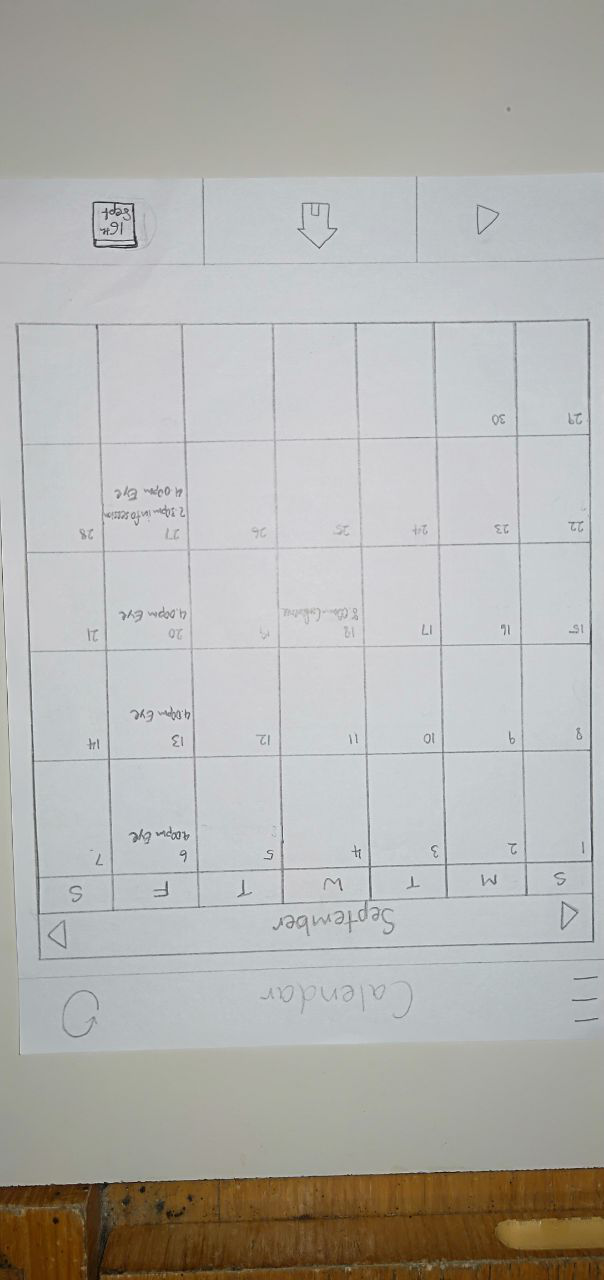 Calendar
September
S M T W T F S
1 2 3 4 5 6 7
4.00pm Eye
8 9 10 11 12 13 14
4.00pm Eye
15 16 17 18 19 20 21
4.00pm Eye
22 23 24 25 26 27 28
2.30pm info session
4.00pm Eye
29 30
16th
Sept